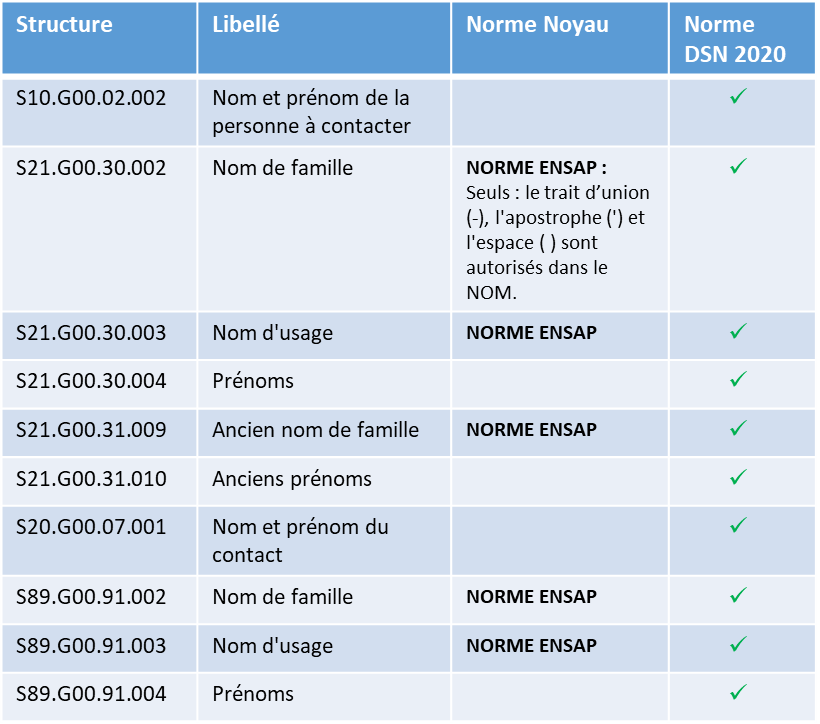 Structure Libellé Norme Noyau Norme
DSN 2020
S10.G00.02.002 Nom et prénom de la ✓
personne à contacter
S21.G00.30.002 Nom de famille NORME ENSAP : ✓
Seuls : le trait d’union
(-), l'apostrophe (') et
l'espace ( ) sont
autorisés dans le
NOM.
S21.G00.30.003 Nom d'usage NORME ENSAP ✓
S21.G00.30.004 Prénoms ✓
S21.G00.31.009 Ancien nom de famille NORME ENSAP ✓
S21.G00.31.010 Anciens prénoms ✓
S20.G00.07.001 Nom et prénom du ✓
contact
S89.G00.91.002 Nom de famille NORME ENSAP ✓
S89.G00.91.003 Nom d'usage NORME ENSAP ✓
S89.G00.91.004 Prénoms ✓